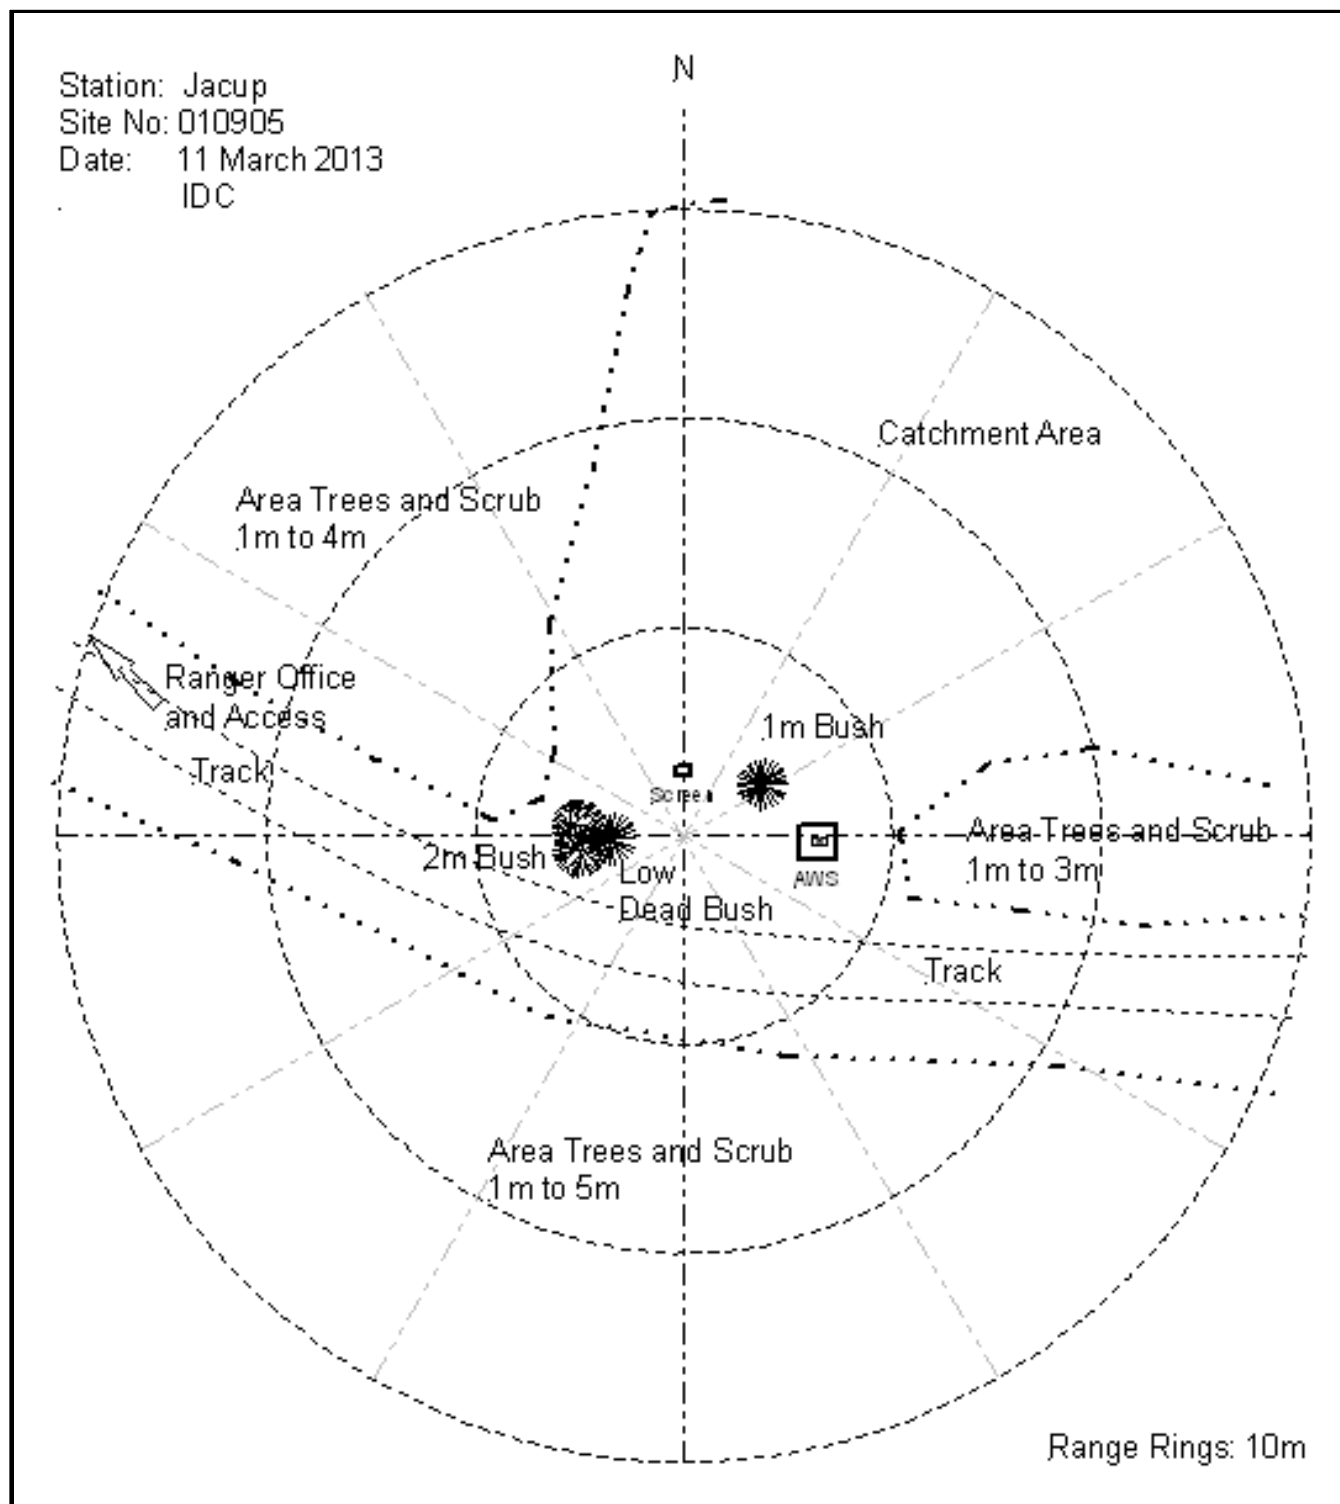 N
Station: Jacup
Site No: 010905
Date: 11 March 2013
IDC
Catchment Area
Area Trees and Scrub
1m to 4m
Ranger Office
and Access
Track
1m Bush
Screen
2m Bush
Low
Dead Bush
AWS
Area Trees and Scrub
1m to 3m
Track
Area Trees and Scrub
1m to 5m
Range Rings: 10m